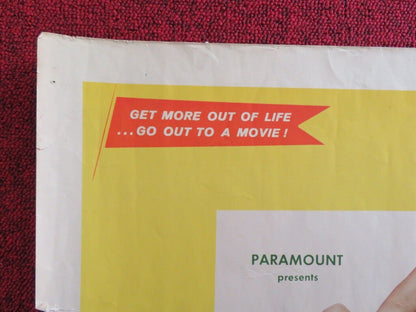 GET MORE OUT OF LIFE
...GO OUT TO A MOVIE!
PARAMOUNT
presents